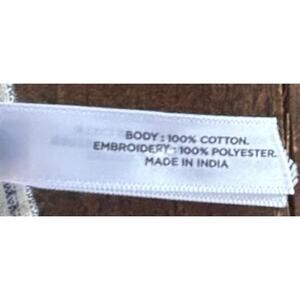 BODY : 100% COTTON.
EMBROIDERY : 100% POLYESTER.
MADE IN INDIA